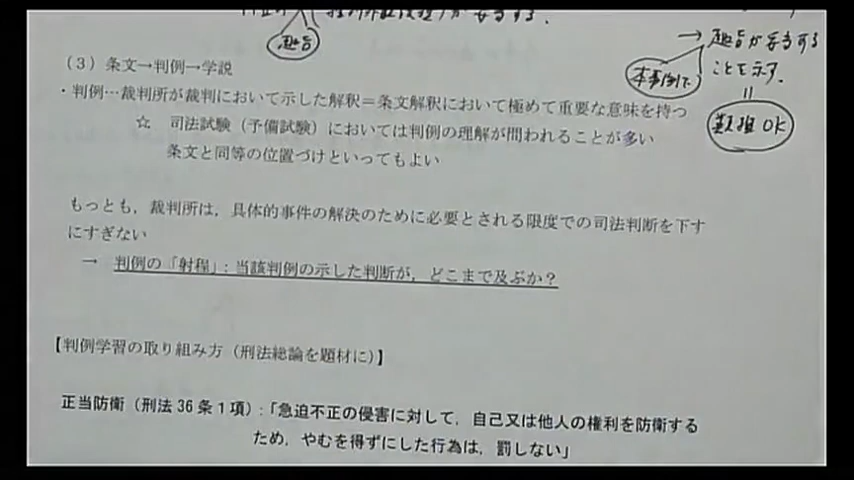 趣旨
→ 趣旨が妥当する
ことを示す.
本事例で
||
類推OK
(3)条文→判例→学説
・判例…裁判所が裁判において示した解釈=条文解釈において極めて重要な意味を持つ
☆ 司法試験(予備試験)においては判例の理解が問われることが多い
条文と同等の位置づけといってもよい
もっとも,裁判所は,具体的事件の解決のために必要とされる限度での司法判断を下す
にすぎない
→ 判例の「射程」:当該判例の示した判断が,どこまで及ぶか?
【判例学習の取り組み方(刑法総論を題材に)】
正当防衛(刑法36条1項):「急迫不正の侵害に対して,自己又は他人の権利を防衛する
ため,やむを得ずにした行為は,罰しない」